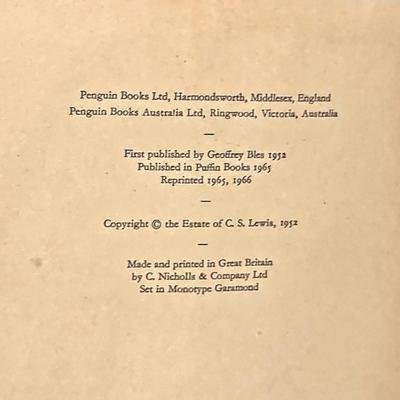 Penguin Books Ltd, Harmondsworth, Middlesex, England
Penguin Books Australia Ltd, Ringwood, Victoria, Australia
—
First published by Geoffrey Bles 1952
Published in Puffin Books 1965
Reprinted 1965, 1966
—
Copyright © the Estate of C. S. Lewis, 1952
—
Made and printed in Great Britain
by C. Nicholls & Company Ltd
Set in Monotype Garamond